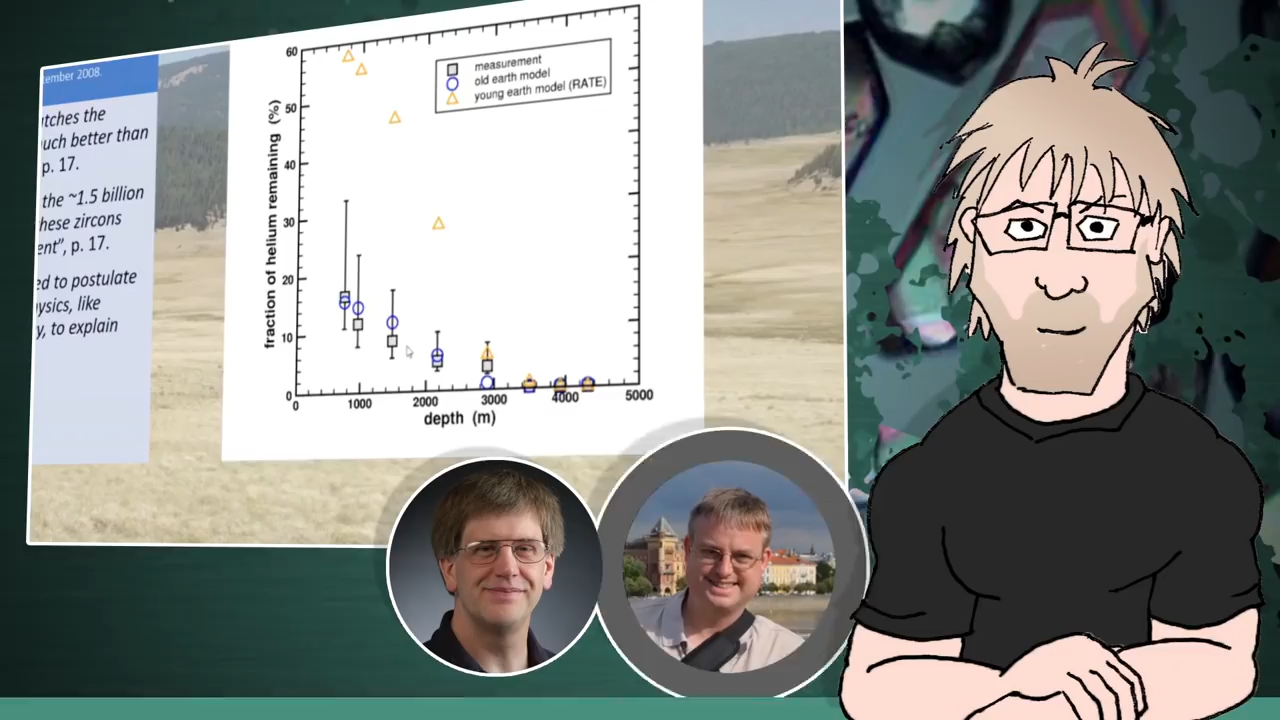 tember 2008.
tches the
uch better than
p. 17.
the ~1.5 billion
hese zircons
ent", p. 17.
ed to postulate
ysics, like
y, to explain
measurement
old earth model
young earth model (RATE)
fraction of helium remaining (%)
60
50
40
30
20
10
0
0
1000
2000
3000
4000
5000
depth (m)